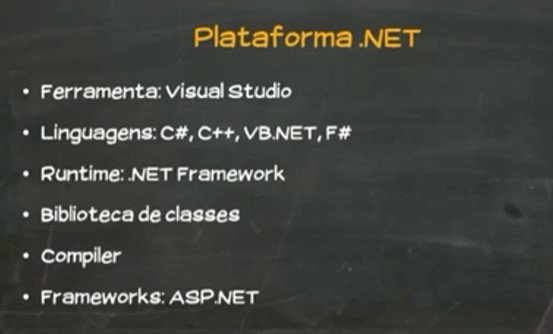 Plataforma .NET
• Ferramenta: Visual Studio
• Linguagens: C#, C++, VB.NET, F#
• Runtime: .NET Framework
• Biblioteca de classes
• Compiler
• Frameworks: ASP.NET